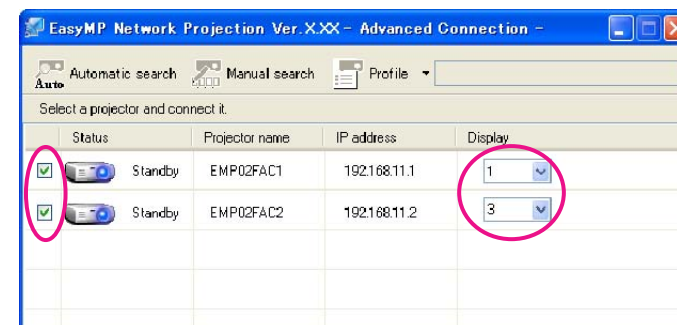 EasyMP Network Projection Ver.X.XX - Advanced Connection -
Auto Automatic search Manual search Profile
Select a projector and connect it.
Status Projector name IP address Display
Standby EMP02FAC1 192.168.11.1 1
Standby EMP02FAC2 192.168.11.2 3